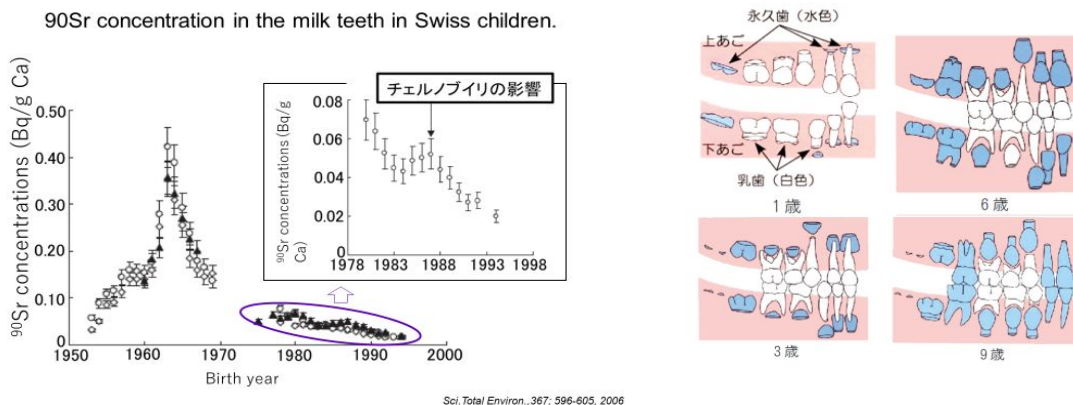 90Sr concentration in the milk teeth in Swiss children.
90Sr concentrations (Bq/g Ca)
0.50
0.40
0.30
0.20
0.10
0
1950
1960
1970
1980
1990
2000
Birth year
チェルノブイリの影響
90Sr concentrations (Bq/g
Ca)
0.08
0.06
0.04
0.02
0
1978
1983
1988
1993
1998
Sci.Total Environ.,367; 596-605, 2006
永久歯（水色）
上あご
下あご
乳歯（白色）
1歳
6歳
3歳
9歳